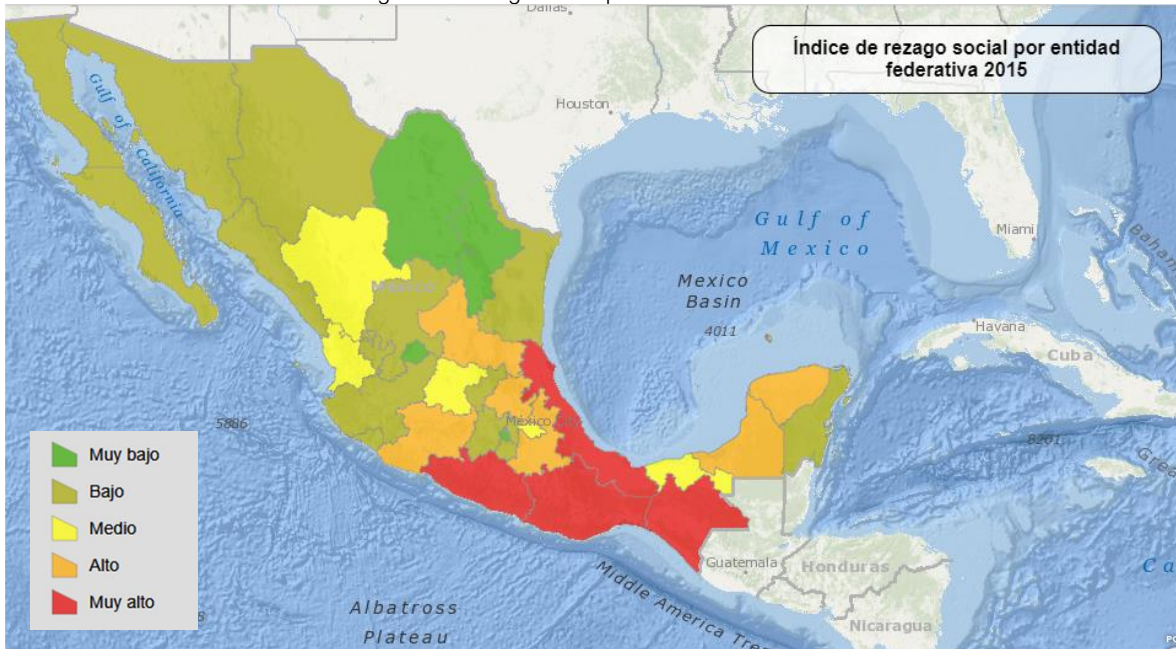 Dallas
Índice de rezago social por entidad
federativa 2015
Houston
Gulf of
California
Gulf of
Mexico
Miami
Mexico
Basin
4011
Havana
Cuba
5886
México City
8201
Muy bajo
Bajo
Medio
Alto
Muy alto
Guatemala
Honduras
Nicaragua
Albatross
Plateau
Middle America